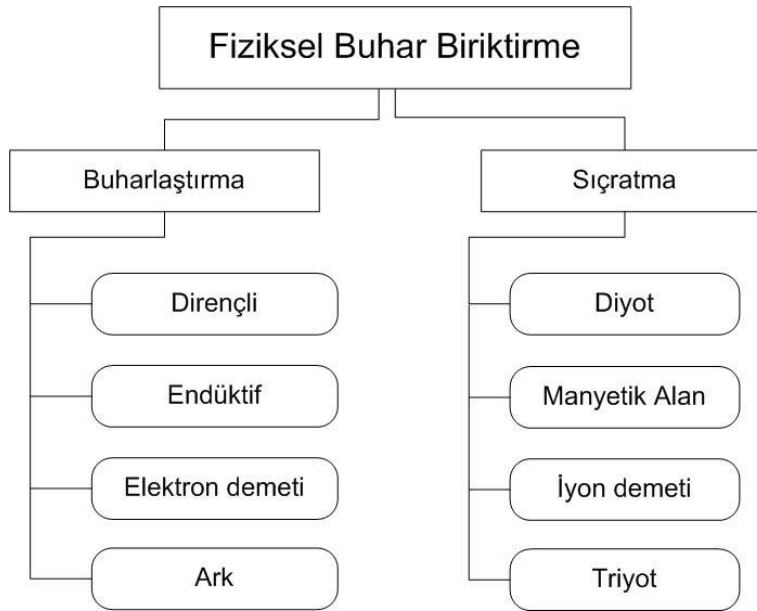 Fiziksel Buhar Biriktirme
Buharlaştırma
Dirençli
Endüktif
Elektron demeti
Ark
Sıçratma
Diyot
Manyetik Alan
İyon demeti
Triyot